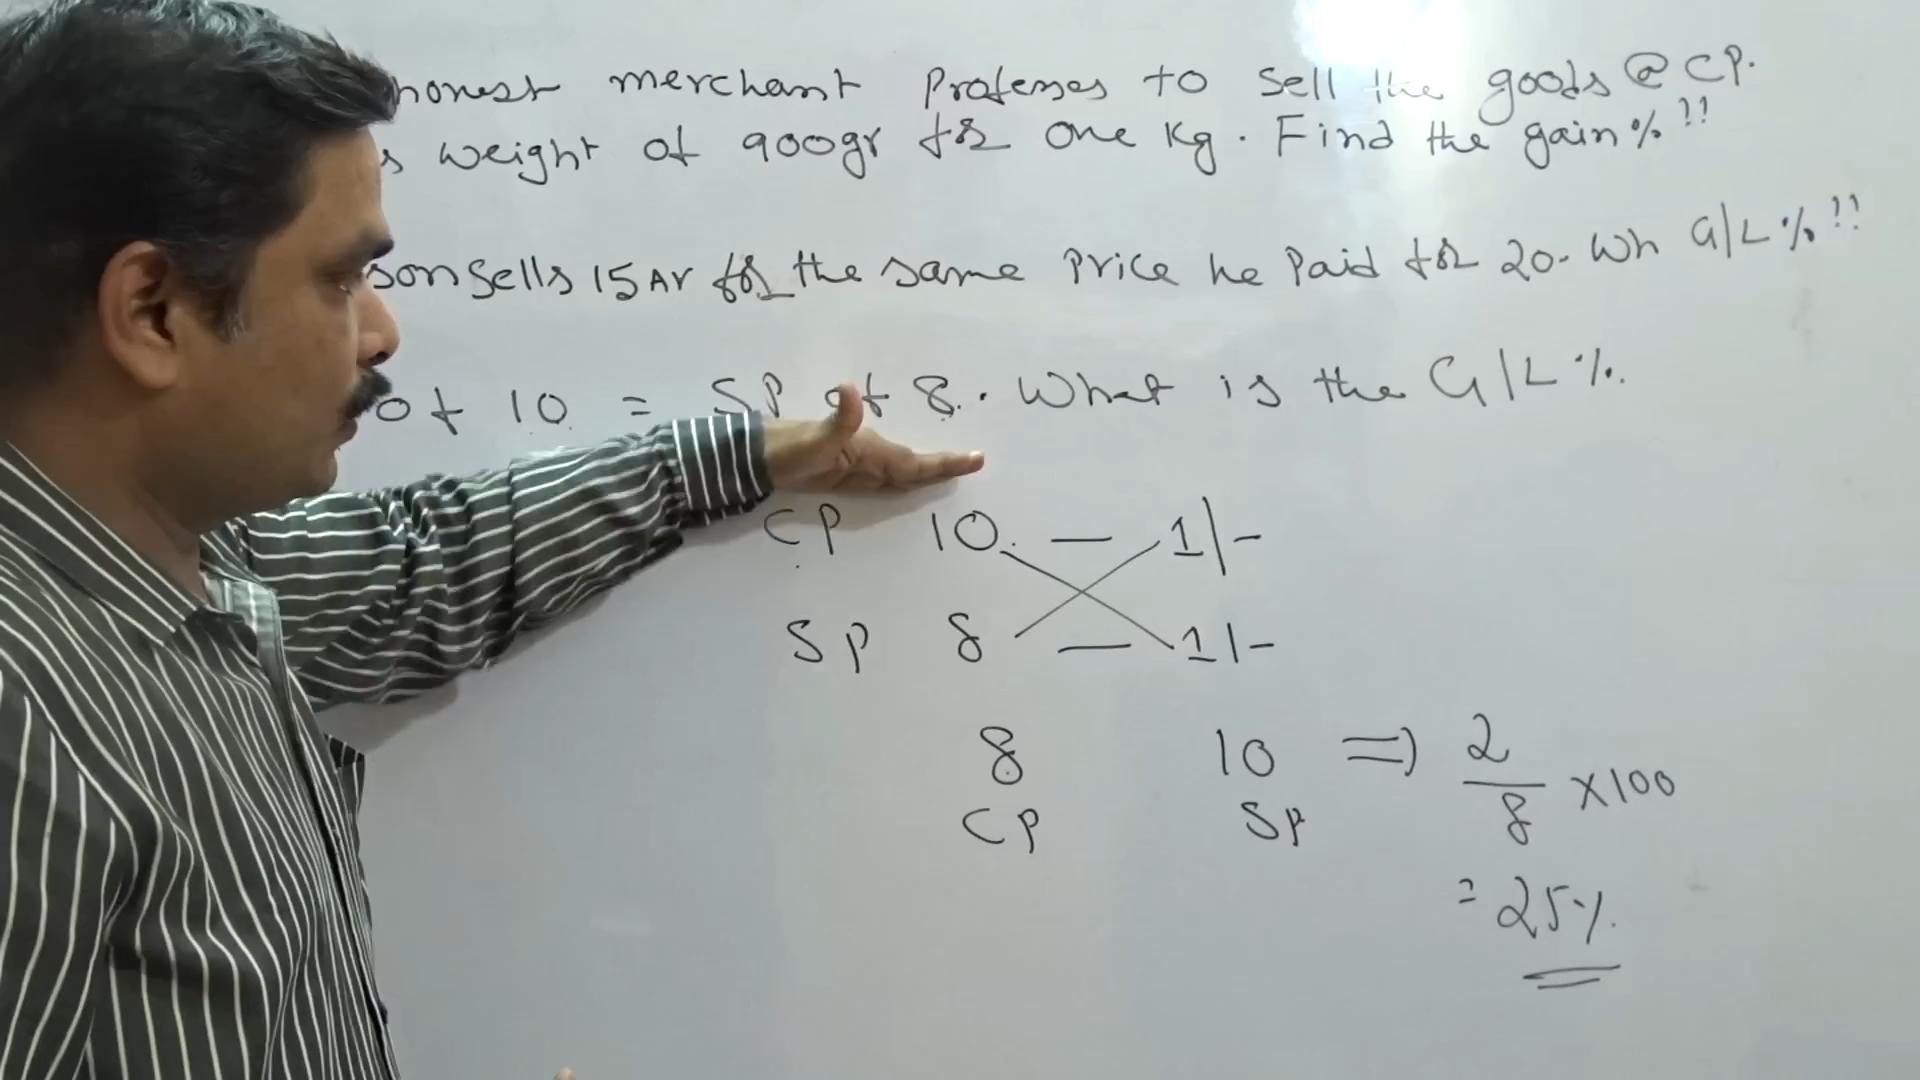 honest merchant Professes to sell the goods @ CP.
s weight of 900gr for one Kg. Find the gain% !!
son sells 15 Ar for the same Price he Paid for 20. Wh G/L% !!
of 10 = SP of 8. What is the G/L %.
CP 10. — 1/-
SP 8 — 1/-
8 10 => 2/8 x100
CP SP
= 25%.